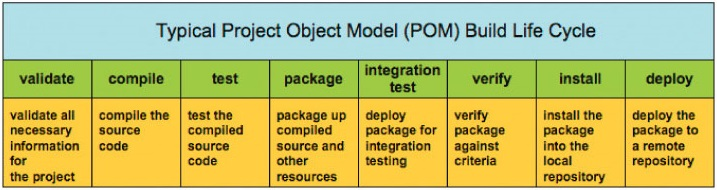 Typical Project Object Model (POM) Build Life Cycle
validate
compile
test
package
integration
test
verify
install
deploy
validate all
necessary
information
for
the project
compile the
source
code
test the
compiled
source
code
package up
compiled
source and
other
resources
deploy
package for
integration
testing
verify
package
against
criteria
install the
package
into the
local
repository
deploy the
package to
a remote
repository